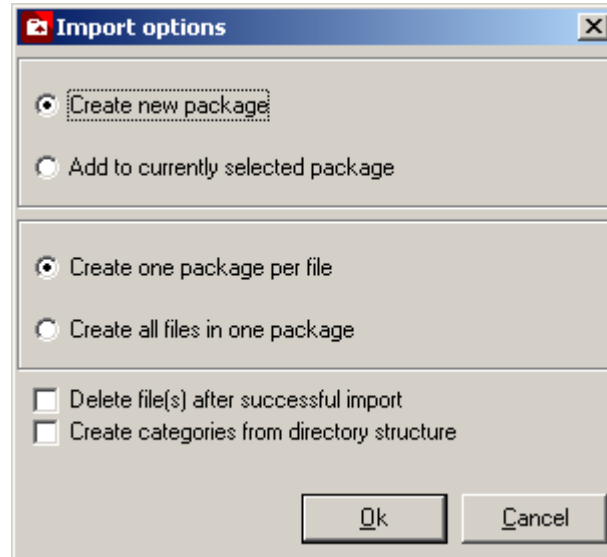 Import options
Create new package
Add to currently selected package
Create one package per file
Create all files in one package
Delete file(s) after successful import
Create categories from directory structure
Ok Cancel